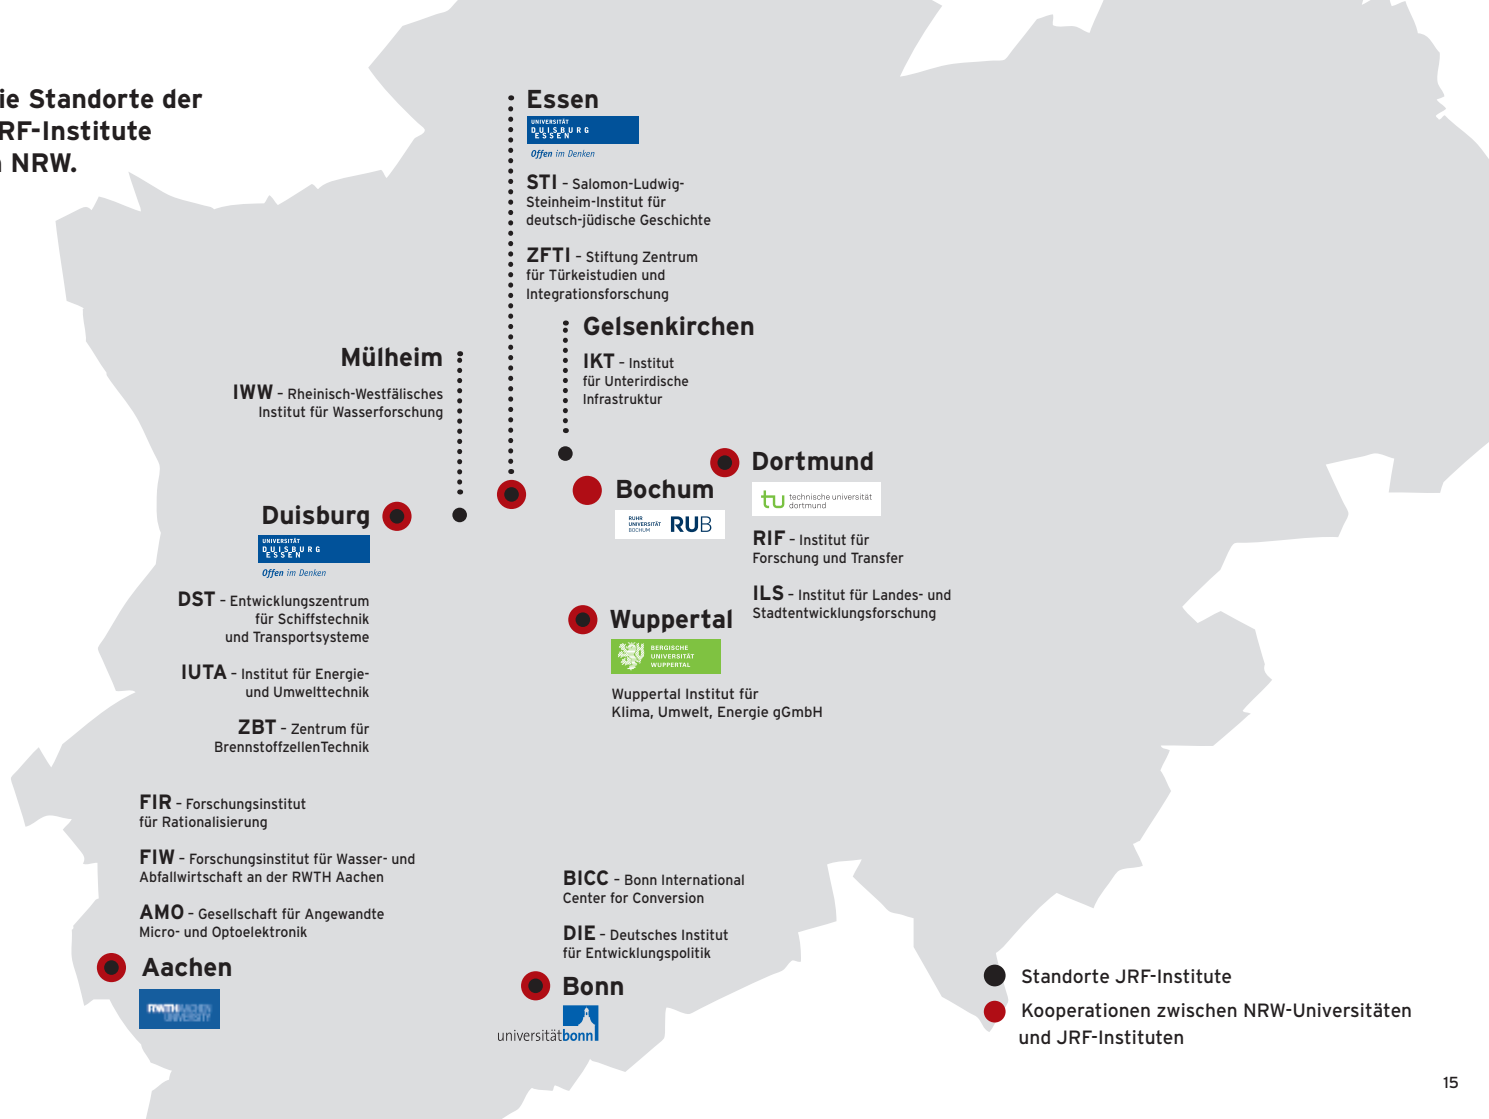 ie Standorte der
RF-Institute
NRW.
Essen
UNIVERSITÄT
DUISBURG
ESSEN
Offen im Denken
STI – Salomon-Ludwig-
Steinheim-Institut für
deutsch-jüdische Geschichte
ZFTI – Stiftung Zentrum
für Türkeistudien und
Integrationsforschung
Gelsenkirchen
IKT – Institut
für Unterirdische
Infrastruktur
Mülheim
IWW – Rheinisch-Westfälisches
Institut für Wasserforschung
Dortmund
tu technische universität
dortmund
RIF – Institut für
Forschung und Transfer
ILS – Institut für Landes- und
Stadtentwicklungsforschung
Bochum
RUHR
UNIVERSITÄT
BOCHUM
RUB
Duisburg
UNIVERSITÄT
DUISBURG
ESSEN
Offen im Denken
DST – Entwicklungszentrum
für Schiffstechnik
und Transportsysteme
IUTA – Institut für Energie-
und Umwelttechnik
ZBT – Zentrum für
BrennstoffzellenTechnik
Wuppertal
BERGISCHE
UNIVERSITÄT
WUPPERTAL
Wuppertal Institut für
Klima, Umwelt, Energie gGmbH
FIR – Forschungsinstitut
für Rationalisierung
FIW – Forschungsinstitut für Wasser- und
Abfallwirtschaft an der RWTH Aachen
AMO – Gesellschaft für Angewandte
Micro- und Optoelektronik
Aachen
RWTH AACHEN
UNIVERSITY
BICC – Bonn International
Center for Conversion
DIE – Deutsches Institut
für Entwicklungspolitik
Bonn
universitätbonn
Standorte JRF-Institute
Kooperationen zwischen NRW-Universitäten
und JRF-Instituten
15